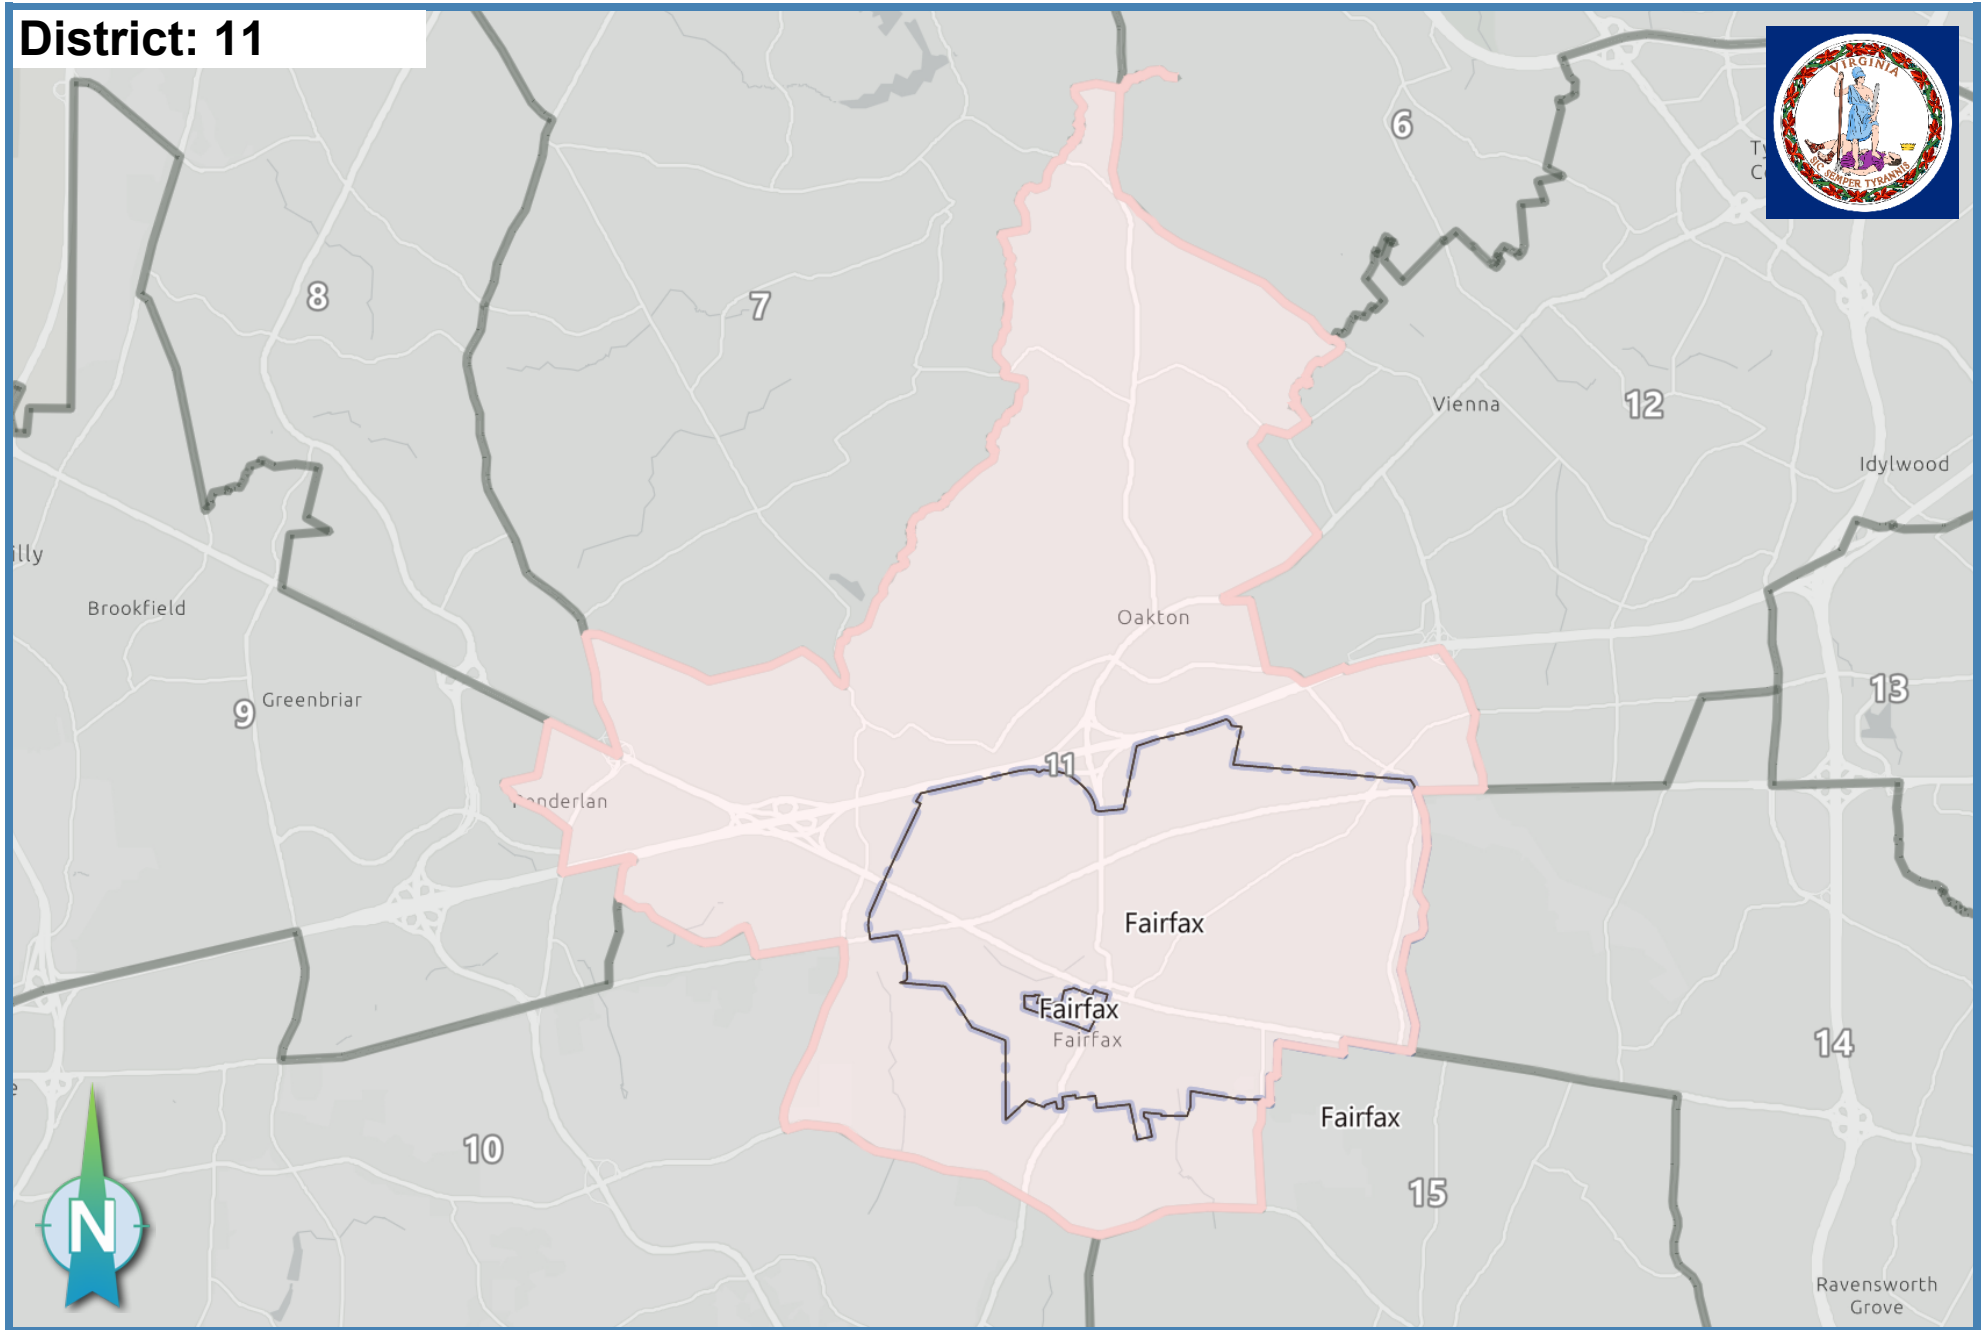 District: 11
VIRGINIA
SIC SEMPER TYRANNIS
6
8
7
Vienna
12
Idylwood
illy
Brookfield
Oakton
9
Greenbriar
13
11
enderlan
Fairfax
Fairfax
Fairfax
14
Fairfax
10
15
N
Ravensworth
Grove